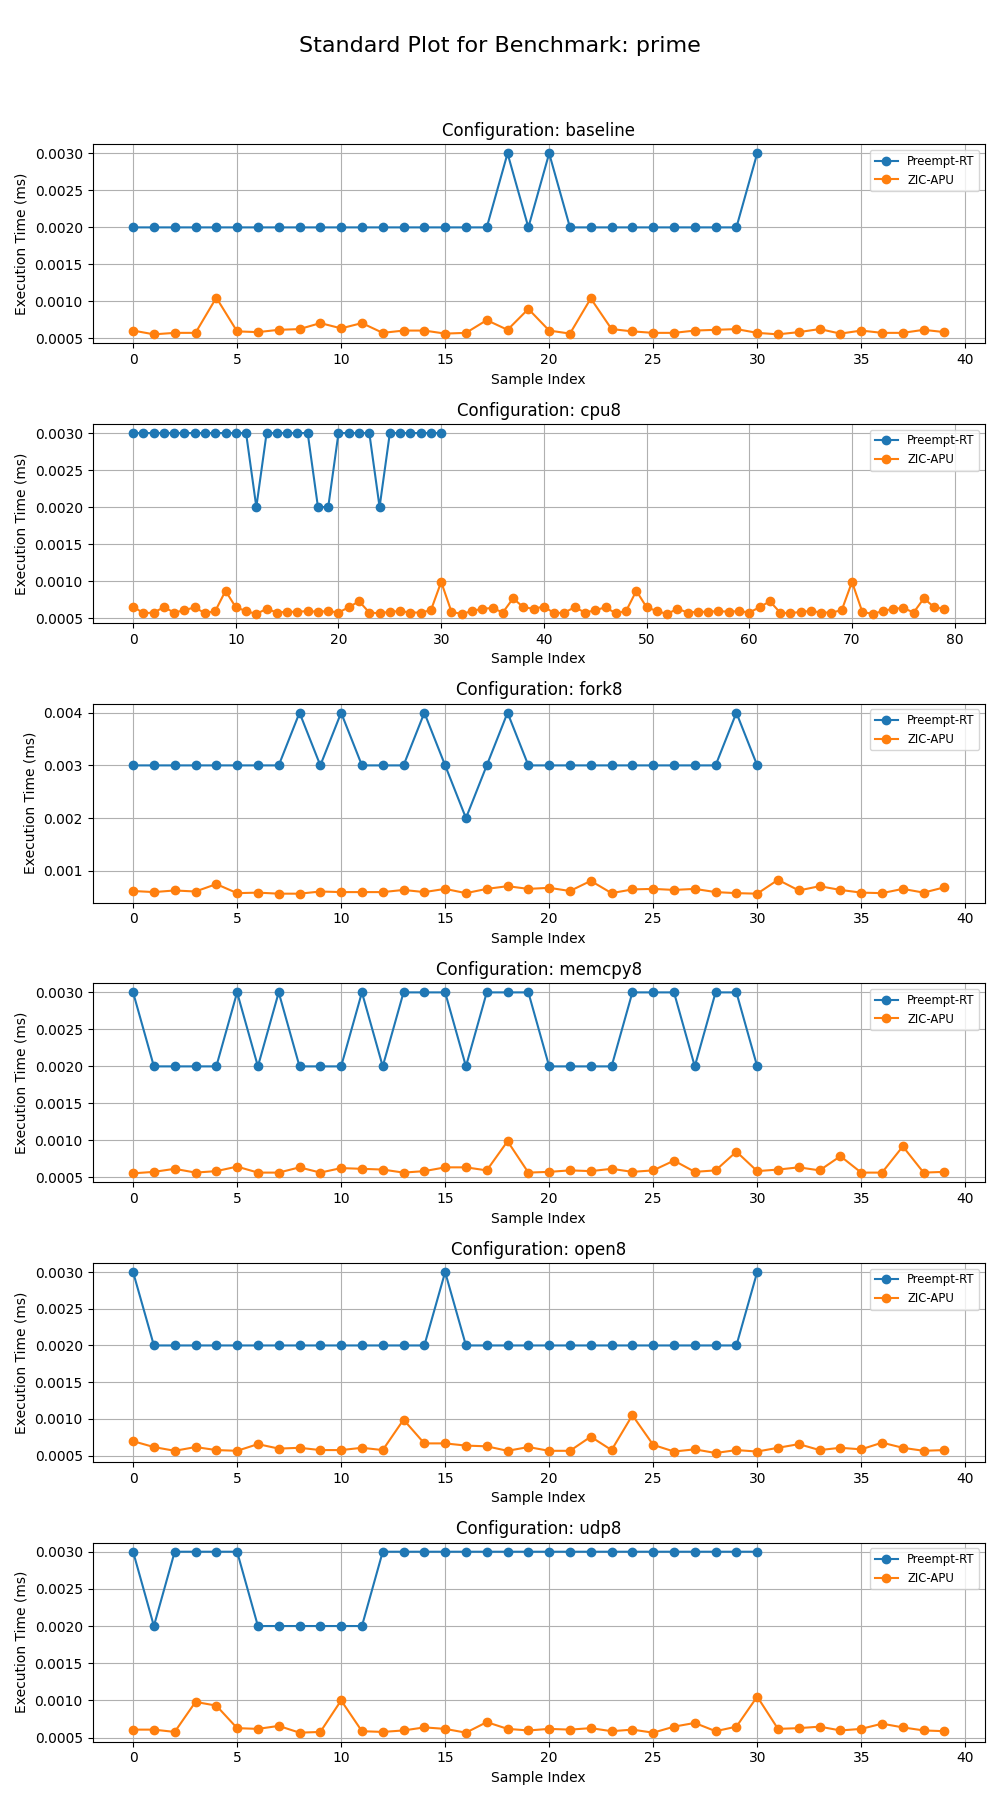 Standard Plot for Benchmark: prime
Configuration: baseline
Execution Time (ms)
0.0030
0.0025
0.0020
0.0015
0.0010
0.0005
Preempt-RT
ZIC-APU
0 5 10 15 20 25 30 35 40
Sample Index
Configuration: cpu8
Execution Time (ms)
0.0030
0.0025
0.0020
0.0015
0.0010
0.0005
Preempt-RT
ZIC-APU
0 10 20 30 40 50 60 70 80
Sample Index
Configuration: fork8
Execution Time (ms)
0.004
0.003
0.002
0.001
Preempt-RT
ZIC-APU
0 5 10 15 20 25 30 35 40
Sample Index
Configuration: memcpy8
Execution Time (ms)
0.0030
0.0025
0.0020
0.0015
0.0010
0.0005
Preempt-RT
ZIC-APU
0 5 10 15 20 25 30 35 40
Sample Index
Configuration: open8
Execution Time (ms)
0.0030
0.0025
0.0020
0.0015
0.0010
0.0005
Preempt-RT
ZIC-APU
0 5 10 15 20 25 30 35 40
Sample Index
Configuration: udp8
Execution Time (ms)
0.0030
0.0025
0.0020
0.0015
0.0010
0.0005
Preempt-RT
ZIC-APU
0 5 10 15 20 25 30 35 40
Sample Index